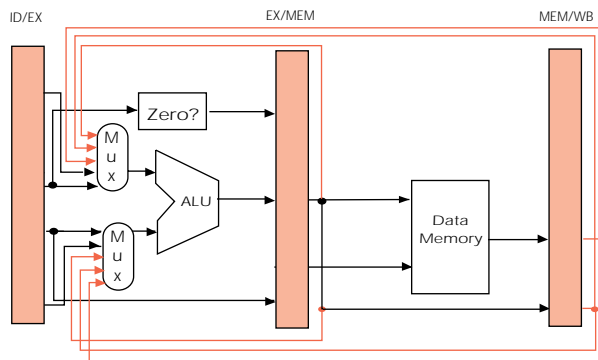 ID/EX
EX/MEM
MEM/WB
Zero?
M
u
x
ALU
Data
Memory
M
u
x